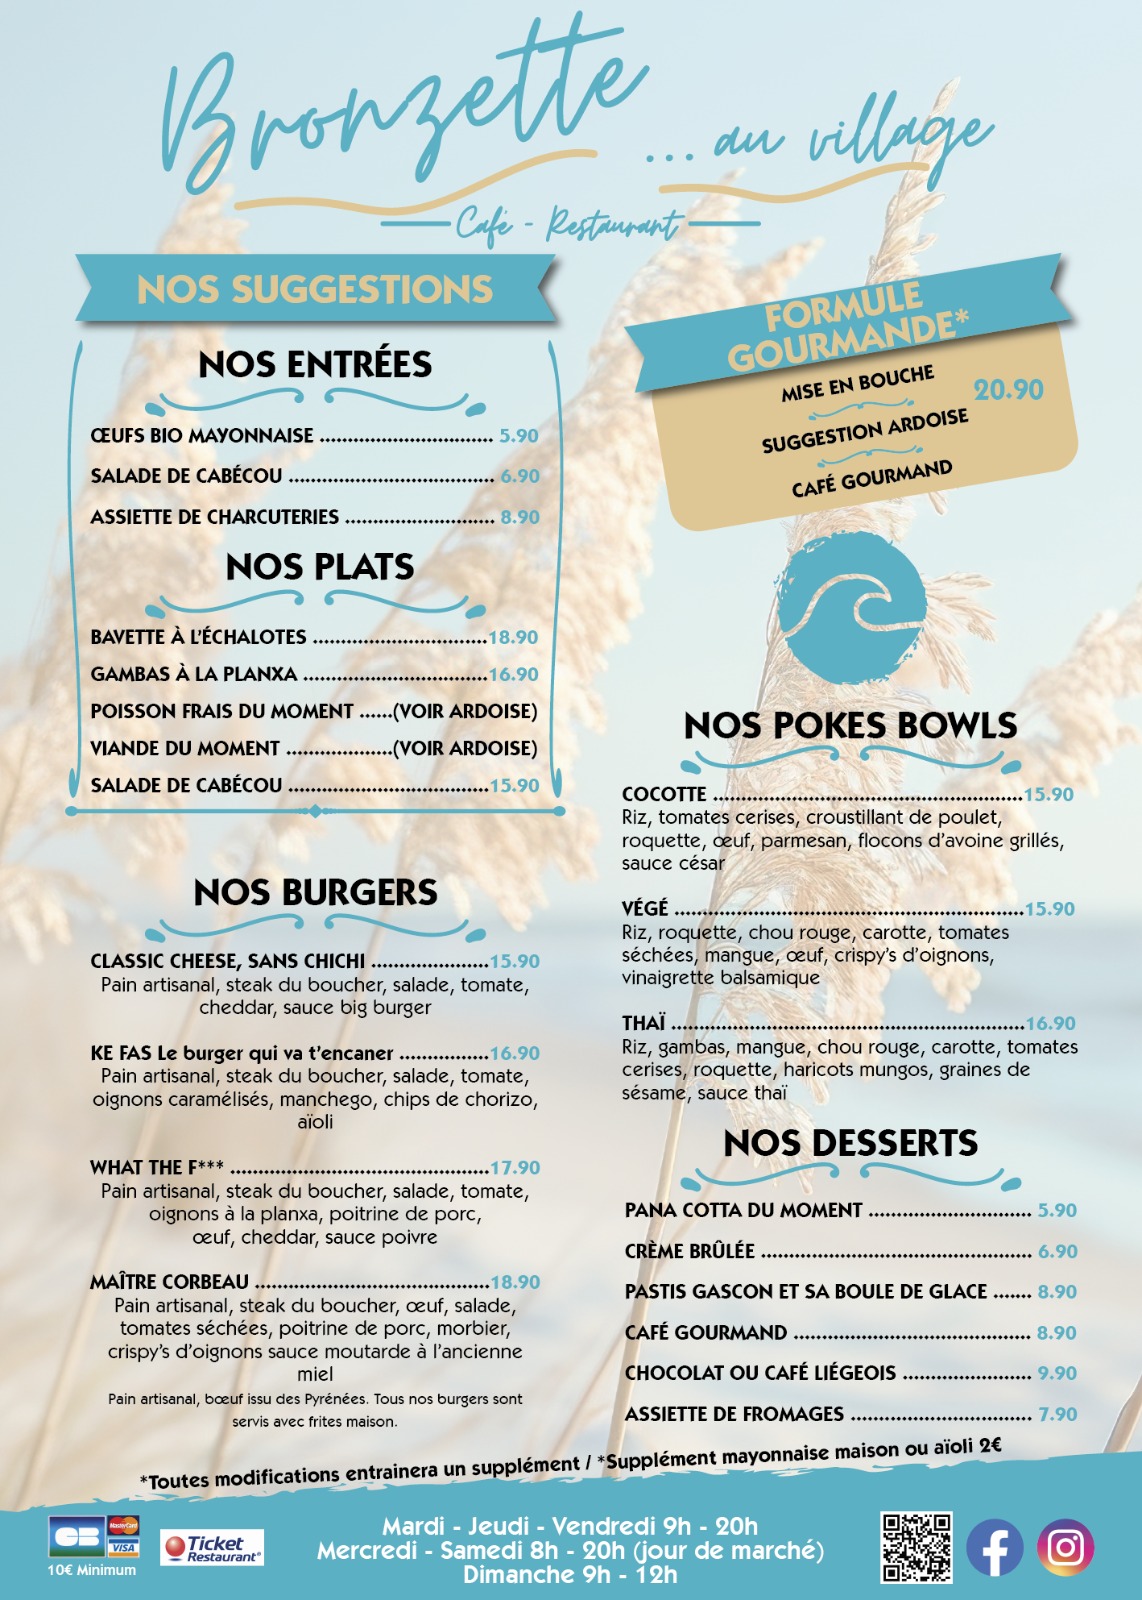 Bronzette
... au village
Café - Restaurant
NOS SUGGESTIONS
NOS ENTRÉES
ŒUFS BIO MAYONNAISE ................................ 5.90
SALADE DE CABÉCOU ...................................... 6.90
ASSIETTE DE CHARCUTERIES ............................ 8.90
NOS PLATS
BAVETTE À L'ÉCHALOTES ................................18.90
GAMBAS À LA PLANXA ..................................16.90
POISSON FRAIS DU MOMENT ......(VOIR ARDOISE)
VIANDE DU MOMENT ...................(VOIR ARDOISE)
SALADE DE CABÉCOU .....................................15.90
NOS BURGERS
CLASSIC CHEESE, SANS CHICHI .....................15.90
Pain artisanal, steak du boucher, salade, tomate,
cheddar, sauce big burger
KE FAS Le burger qui va t'encaner ................16.90
Pain artisanal, steak du boucher, salade, tomate,
oignons caramélisés, manchego, chips de chorizo,
aïoli
WHAT THE F*** ...............................................17.90
Pain artisanal, steak du boucher, salade, tomate,
oignons à la planxa, poitrine de porc,
œuf, cheddar, sauce poivre
MAÎTRE CORBEAU ...........................................18.90
Pain artisanal, steak du boucher, œuf, salade,
tomates séchées, poitrine de porc, morbier,
crispy's d'oignons sauce moutarde à l'ancienne
miel
Pain artisanal, bœuf issu des Pyrénées. Tous nos burgers sont
servis avec frites maison.
FORMULE
GOURMANDE*
MISE EN BOUCHE
20.90
SUGGESTION ARDOISE
CAFÉ GOURMAND
NOS POKES BOWLS
COCOTTE .........................................................15.90
Riz, tomates cerises, croustillant de poulet,
roquette, œuf, parmesan, flocons d'avoine grillés,
sauce césar
VÉGÉ ................................................................15.90
Riz, roquette, chou rouge, carotte, tomates
séchées, mangue, œuf, crispy's d'oignons,
vinaigrette balsamique
THAÏ .................................................................16.90
Riz, gambas, mangue, chou rouge, carotte, tomates
cerises, roquette, haricots mungos, graines de
sésame, sauce thaï
NOS DESSERTS
PANA COTTA DU MOMENT .............................. 5.90
CRÈME BRÛLÉE ................................................. 6.90
PASTIS GASCON ET SA BOULE DE GLACE ....... 8.90
CAFÉ GOURMAND ........................................... 8.90
CHOCOLAT OU CAFÉ LIÉGEOIS ....................... 9.90
ASSIETTE DE FROMAGES ................................. 7.90
*Toutes modifications entrainera un supplément / *Supplément mayonnaise maison ou aïoli 2€
CB
MasterCard
VISA
10€ Minimum
Ticket
Restaurant®
Mardi - Jeudi - Vendredi 9h - 20h
Mercredi - Samedi 8h - 20h (jour de marché)
Dimanche 9h - 12h